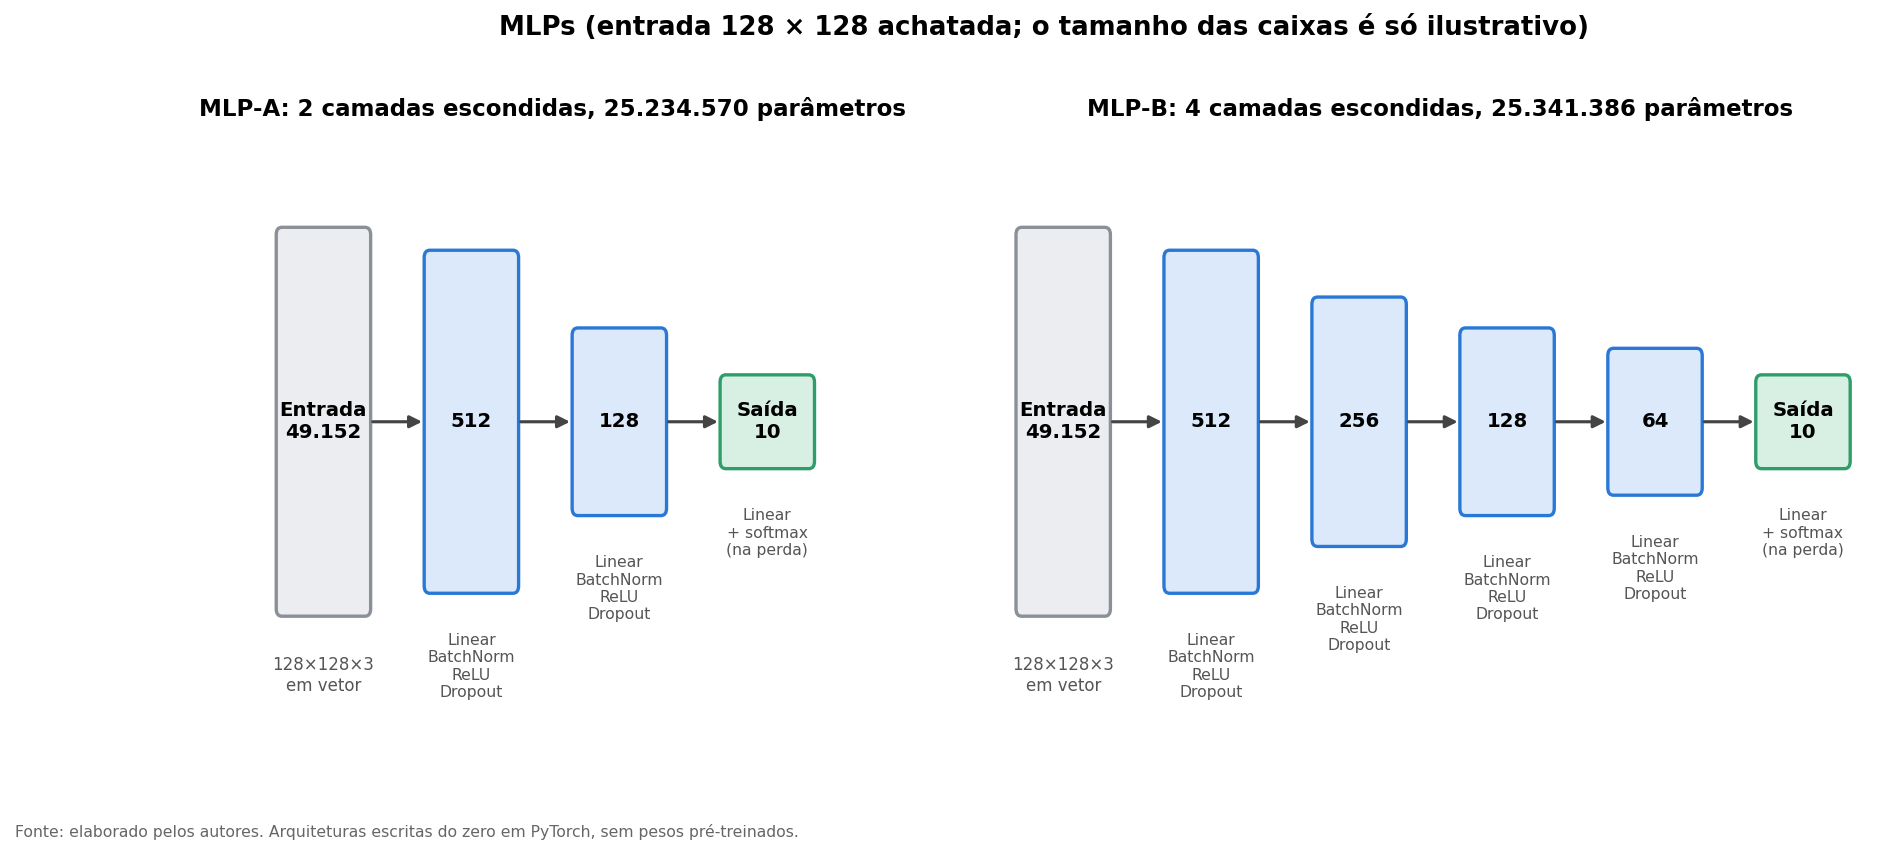 MLPs (entrada 128 × 128 achatada; o tamanho das caixas é só ilustrativo)
MLP-A: 2 camadas escondidas, 25.234.570 parâmetros
Entrada
49.152
512
128
Saída
10
128×128×3
em vetor
Linear
BatchNorm
ReLU
Dropout
Linear
BatchNorm
ReLU
Dropout
Linear
+ softmax
(na perda)
MLP-B: 4 camadas escondidas, 25.341.386 parâmetros
Entrada
49.152
512
256
128
64
Saída
10
128×128×3
em vetor
Linear
BatchNorm
ReLU
Dropout
Linear
BatchNorm
ReLU
Dropout
Linear
BatchNorm
ReLU
Dropout
Linear
BatchNorm
ReLU
Dropout
Linear
+ softmax
(na perda)
Fonte: elaborado pelos autores. Arquiteturas escritas do zero em PyTorch, sem pesos pré-treinados.